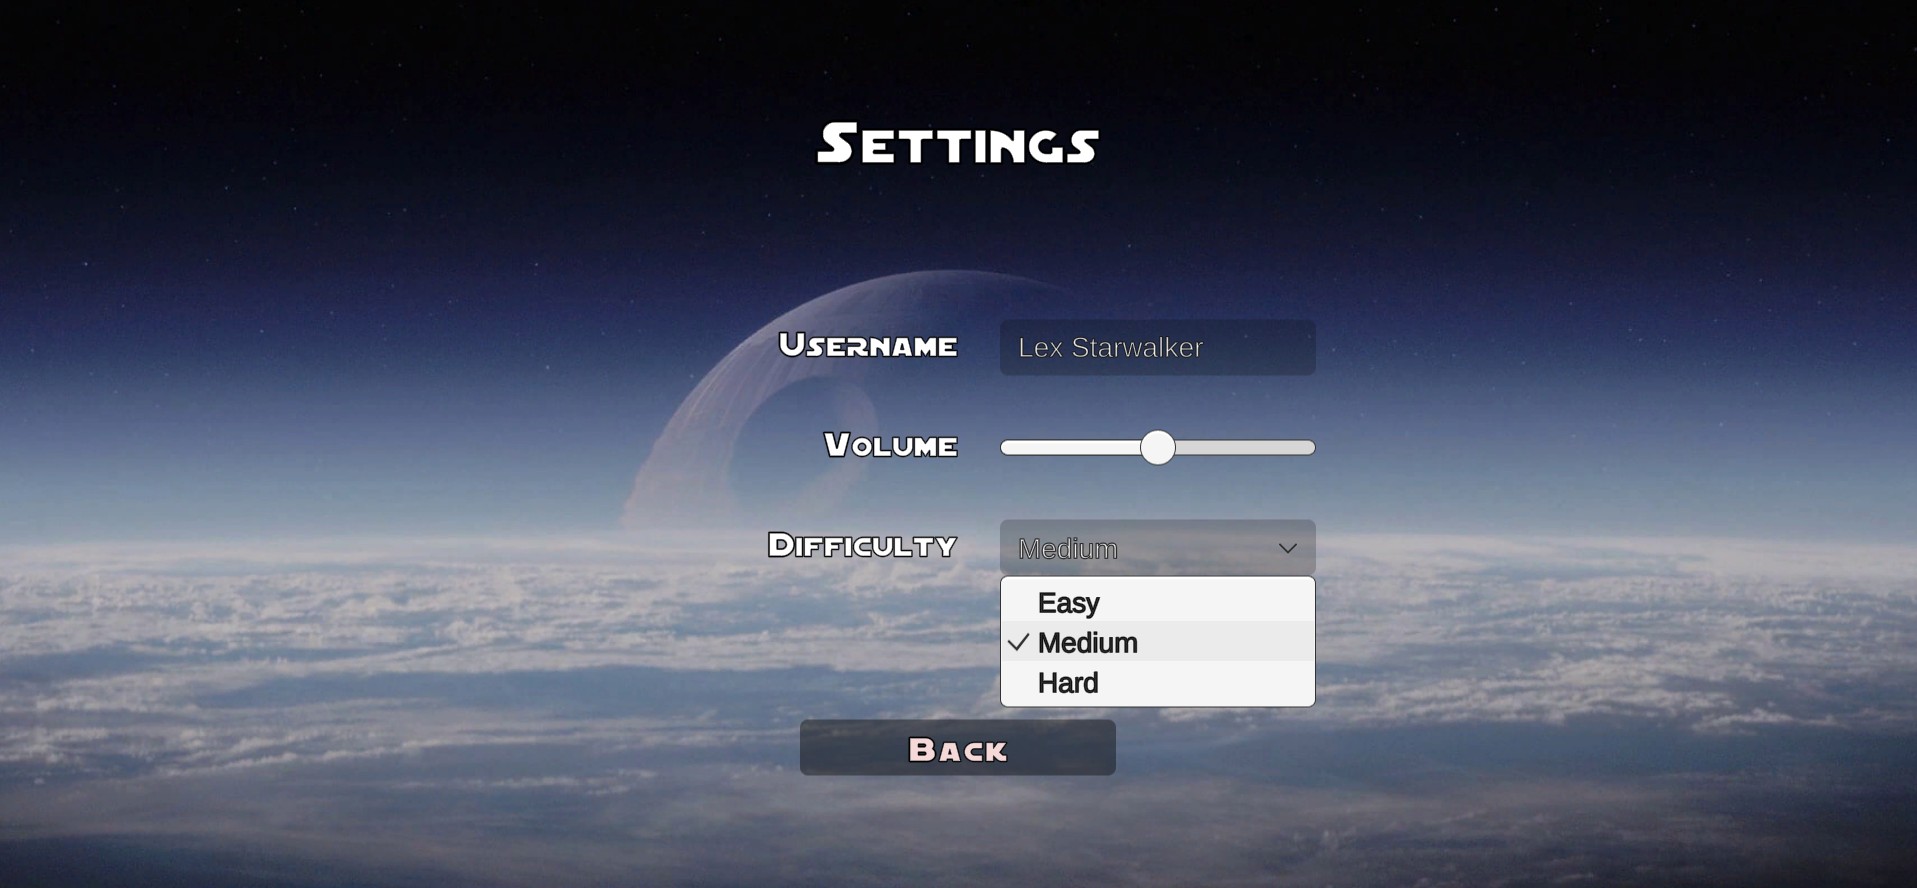 Settings
Username
Lex Starwalker
Volume
Difficulty
Medium
Easy
Medium
Hard
Back